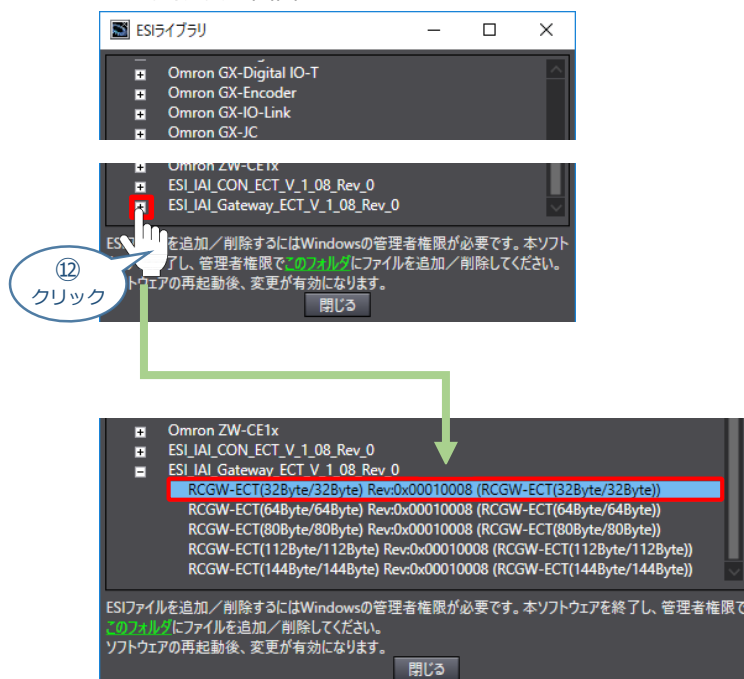 ESIライブラリ
Omron GX-Digital IO-T
Omron GX-Encoder
Omron GX-IO-Link
Omron GX-JC
Omron ZW-CE1x
ESI_IAI_CON_ECT_V_1_08_Rev_0
ESI_IAI_Gateway_ECT_V_1_08_Rev_0
ES を追加／削除するにはWindowsの管理者権限が必要です。本ソフト
了し、管理者権限でこのフォルダにファイルを追加／削除してください。
トウェアの再起動後、変更が有効になります。
閉じる
⑫
クリック
Omron ZW-CE1x
ESI_IAI_CON_ECT_V_1_08_Rev_0
ESI_IAI_Gateway_ECT_V_1_08_Rev_0
RCGW-ECT(32Byte/32Byte) Rev:0x00010008 (RCGW-ECT(32Byte/32Byte))
RCGW-ECT(64Byte/64Byte) Rev:0x00010008 (RCGW-ECT(64Byte/64Byte))
RCGW-ECT(80Byte/80Byte) Rev:0x00010008 (RCGW-ECT(80Byte/80Byte))
RCGW-ECT(112Byte/112Byte) Rev:0x00010008 (RCGW-ECT(112Byte/112Byte))
RCGW-ECT(144Byte/144Byte) Rev:0x00010008 (RCGW-ECT(144Byte/144Byte))
ESIファイルを追加／削除するにはWindowsの管理者権限が必要です。本ソフトウェアを終了し、管理者権限で
このフォルダにファイルを追加／削除してください。
ソフトウェアの再起動後、変更が有効になります。
閉じる